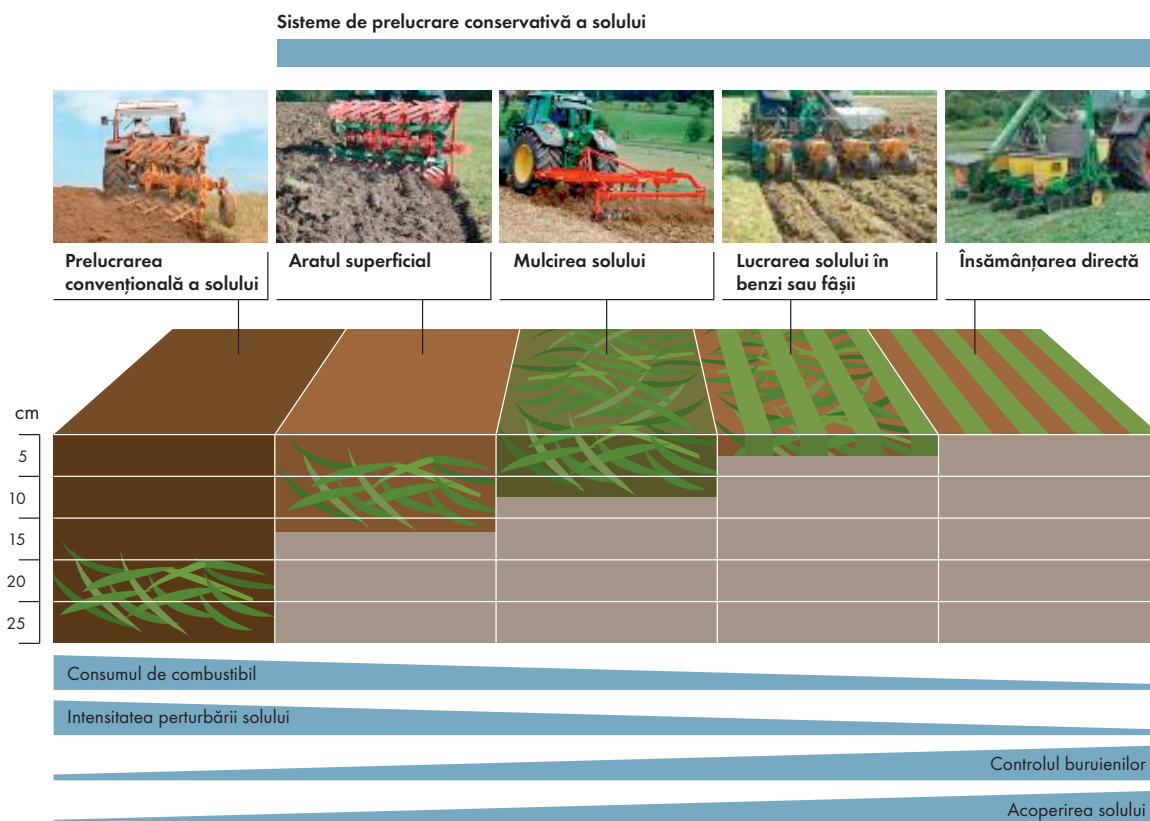 Sisteme de prelucrare conservativă a solului
Prelucrarea
convențională a solului
Aratul superficial
Mulcirea solului
Lucrarea solului în
benzi sau fâșii
Însământarea directă
cm
5
10
15
20
25
Consumul de combustibil
Intensitatea perturbării solului
Controlul buruienilor
Acoperirea solului